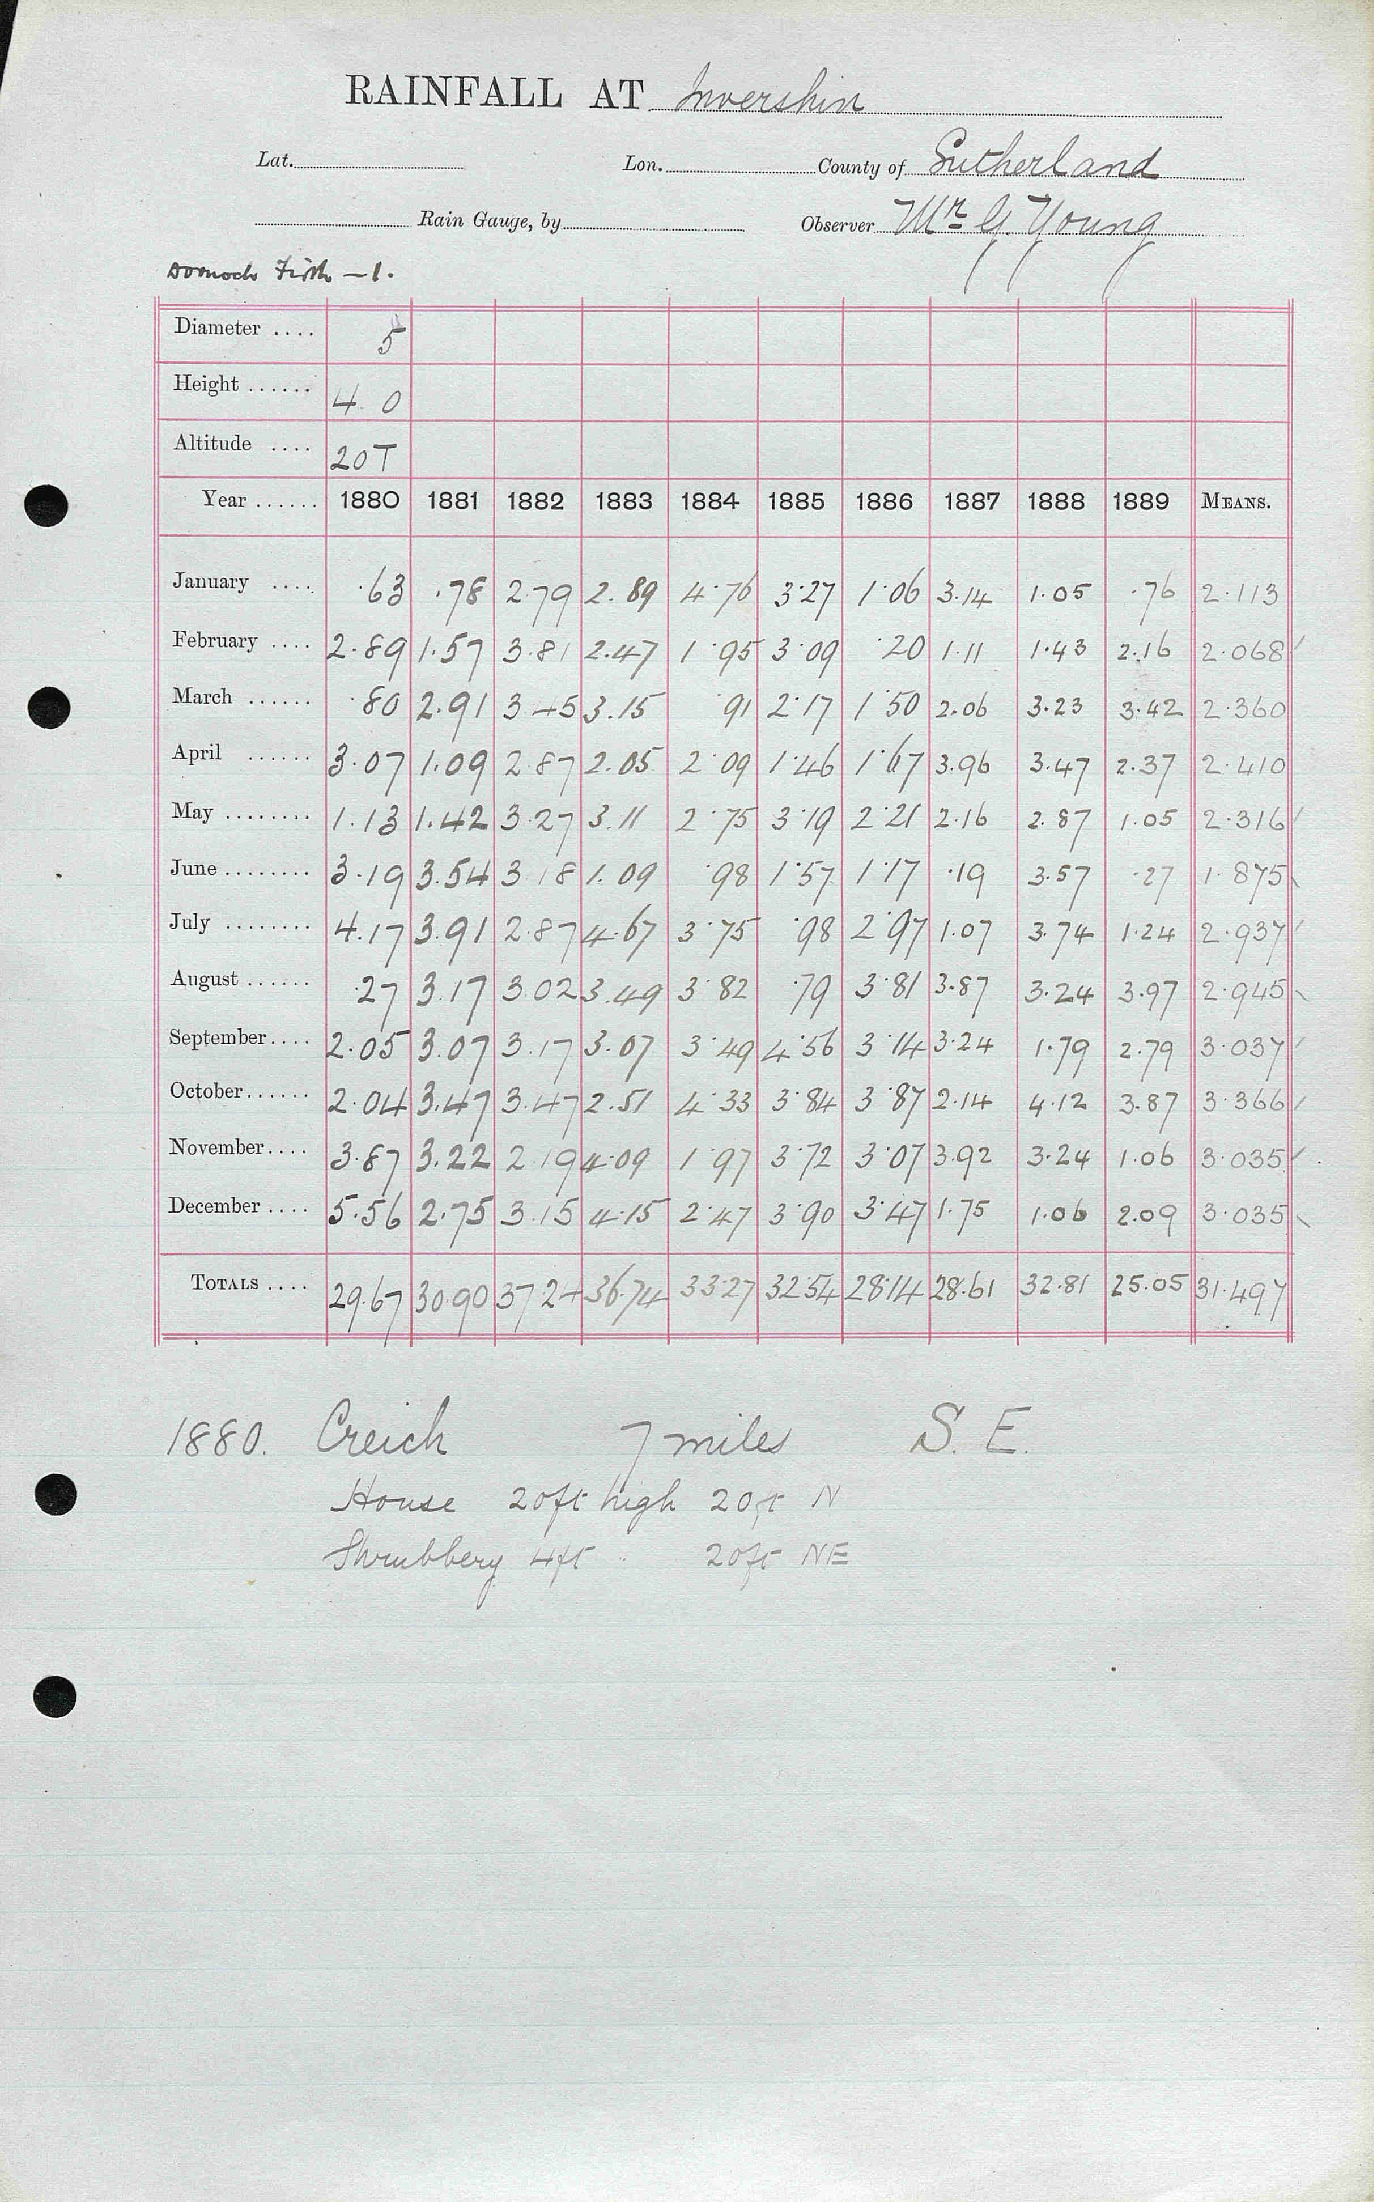 RAINFALL AT Invershin
Lat. Lon. County of Sutherland
Rain Gauge, by Observer Mr G. Young
Dornoch Firth - 1.
Diameter .... 5
Height ...... 4 0
Altitude .... 20T
Year ...... 1880 1881 1882 1883 1884 1885 1886 1887 1888 1889 MEANS.
January .... .63 .78 2.79 2.89 4.76 3.27 1.06 3.14 1.05 .76 2.113
February .... 2.89 1.57 3.81 2.47 1.95 3.09 .20 1.11 1.43 2.16 2.068
March ...... .80 2.91 3.45 3.15 91 2.17 1.50 2.06 3.23 3.42 2.360
April ...... 3.07 1.09 2.87 2.05 2.09 1.46 1.67 3.96 3.47 2.37 2.410
May ........ 1.13 1.42 3.27 3.11 2.75 3.19 2.21 2.16 2.87 1.05 2.316
June ........ 3.19 3.54 3.18 1.09 .98 1.57 1.17 .19 3.57 .27 1.875
July ........ 4.17 3.91 2.87 4.67 3.75 .98 2.97 1.07 3.74 1.24 2.937
August ...... .27 3.17 3.02 3.49 3.82 .79 3.81 3.87 3.24 3.97 2.945
September.... 2.05 3.07 3.17 3.07 3.49 4.56 3.14 3.24 1.79 2.79 3.037
October...... 2.04 3.47 3.47 2.51 4.33 3.84 3.87 2.14 4.12 3.87 3.366
November.... 3.87 3.22 2.19 4.09 1.97 3.72 3.07 3.92 3.24 1.06 3.035
December .... 5.56 2.75 3.15 4.15 2.47 3.90 3.47 1.75 1.06 2.09 3.035
TOTALS .... 29.67 30.90 37.24 36.74 33.27 32.54 28.14 28.61 32.81 25.05 31.497
1880. Creich 7 miles S. E.
House 20ft high 20ft N
Shrubbery 4ft 20ft NE